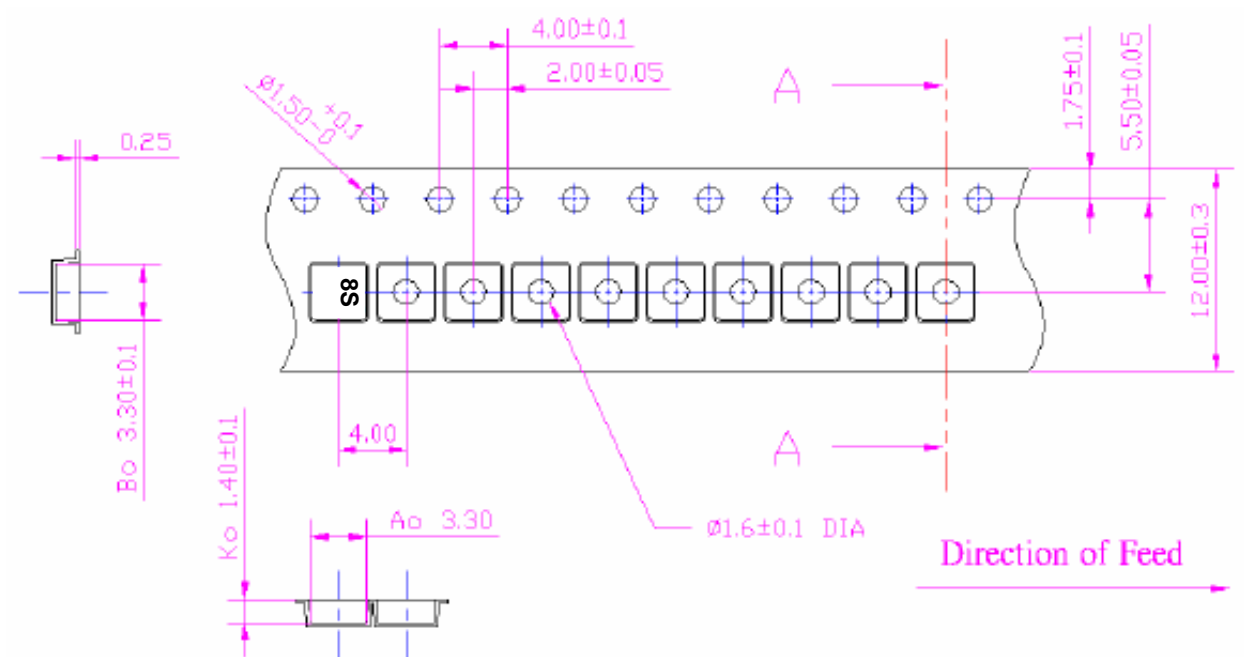 4.00±0.1
2.00±0.05
Ø1.50 +0.1 -0
0.25
A
1.75±0.1
5.50±0.05
12.00±0.3
8S
Bo 3.30±0.1
4.00
A
Ko 1.40±0.1
Ao 3.30
Ø1.6±0.1 DIA
Direction of Feed